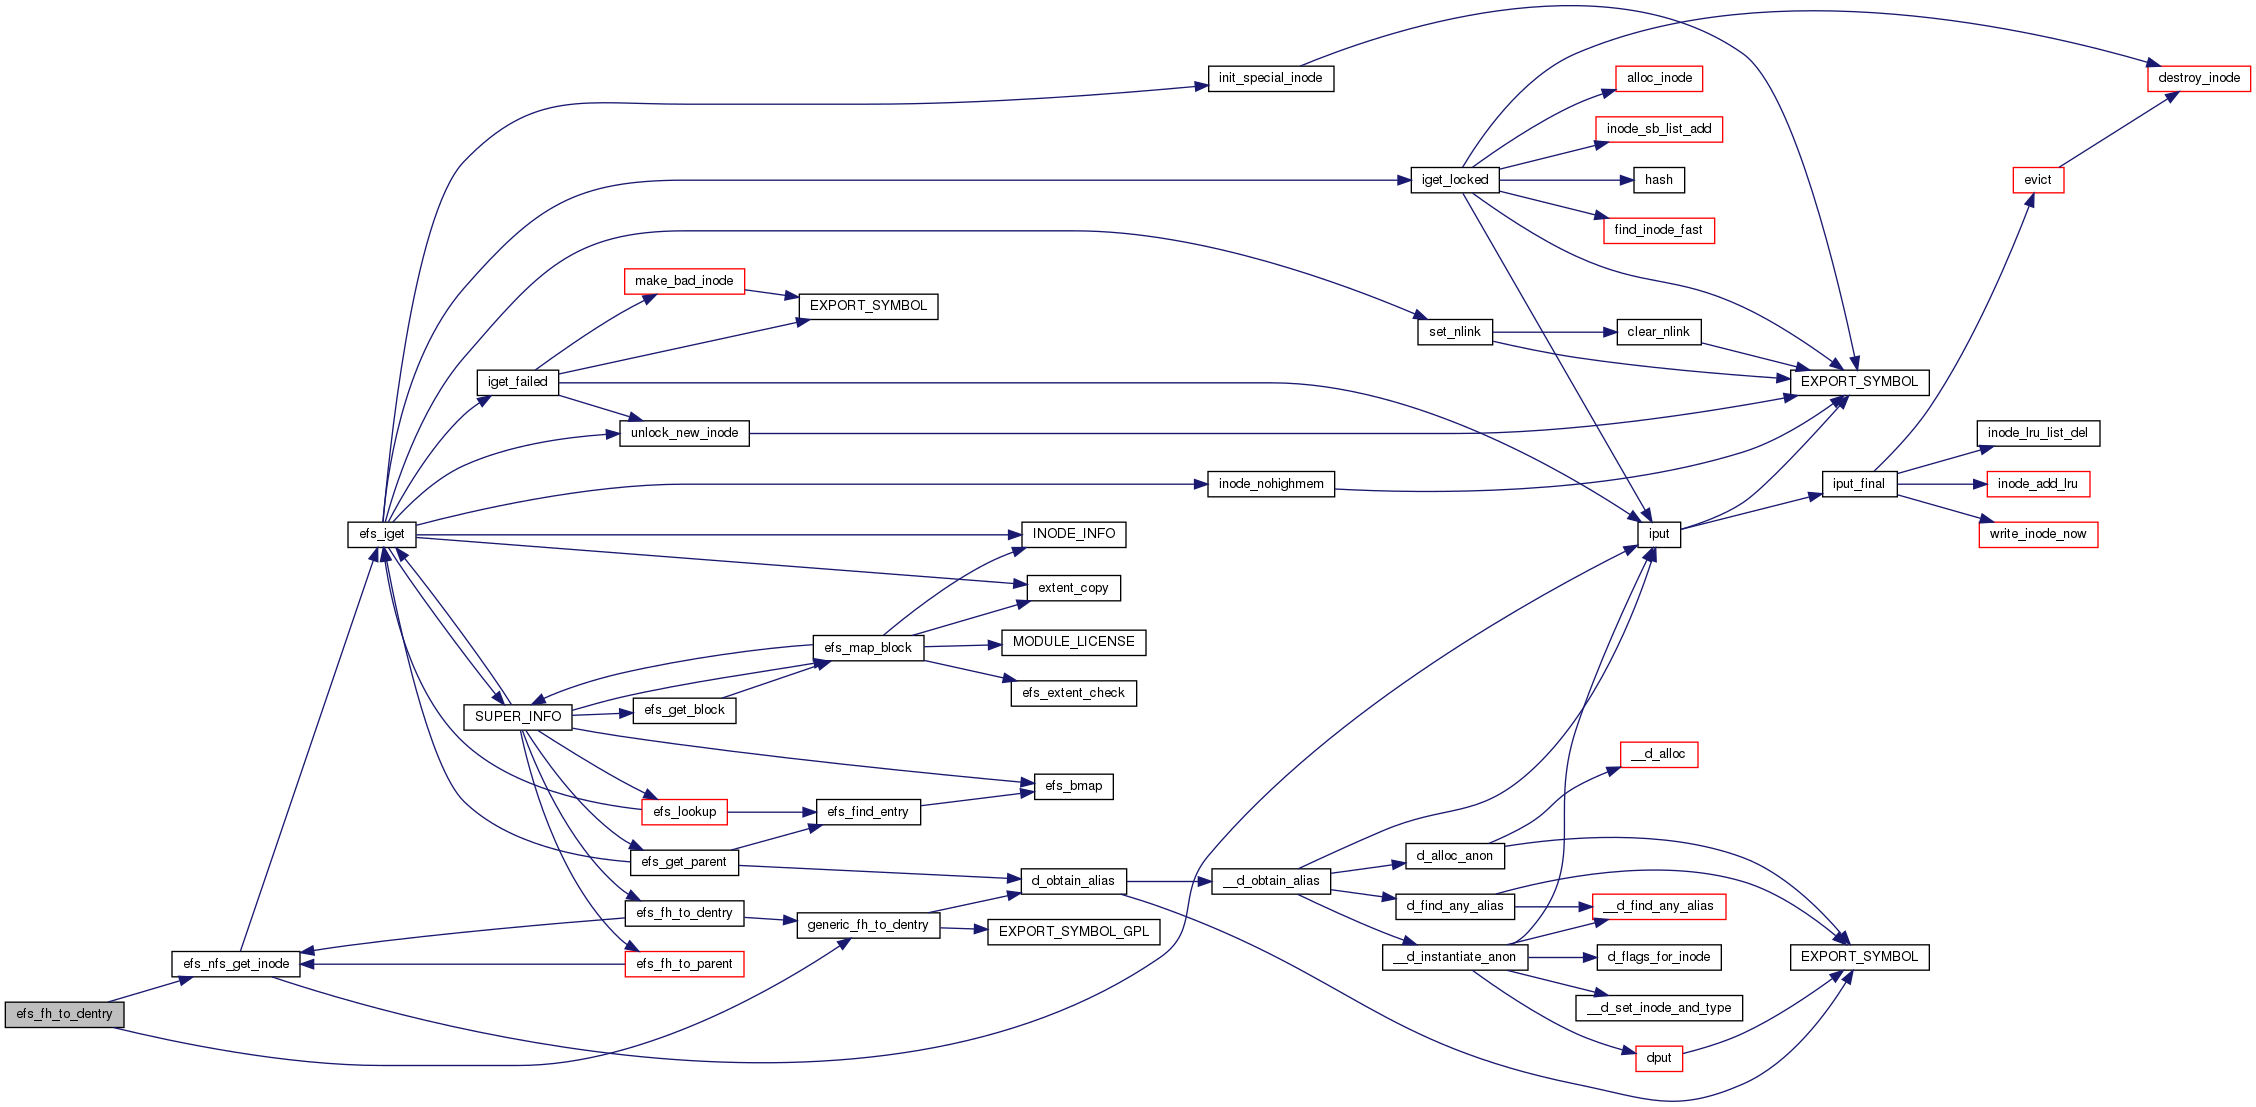 init_special_inode
alloc_inode
destroy_inode
inode_sb_list_add
iget_locked
hash
evict
find_inode_fast
make_bad_inode
EXPORT_SYMBOL
set_nlink
clear_nlink
iget_failed
EXPORT_SYMBOL
unlock_new_inode
inode_lru_list_del
inode_nohighmem
iput_final
inode_add_lru
efs_iget
INODE_INFO
iput
write_inode_now
extent_copy
efs_map_block
MODULE_LICENSE
efs_extent_check
SUPER_INFO
efs_get_block
__d_alloc
efs_bmap
efs_lookup
efs_find_entry
efs_get_parent
d_alloc_anon
d_obtain_alias
__d_obtain_alias
efs_fh_to_dentry
d_find_any_alias
__d_find_any_alias
generic_fh_to_dentry
EXPORT_SYMBOL_GPL
efs_nfs_get_inode
efs_fh_to_parent
__d_instantiate_anon
d_flags_for_inode
EXPORT_SYMBOL
efs_fh_to_dentry
__d_set_inode_and_type
dput